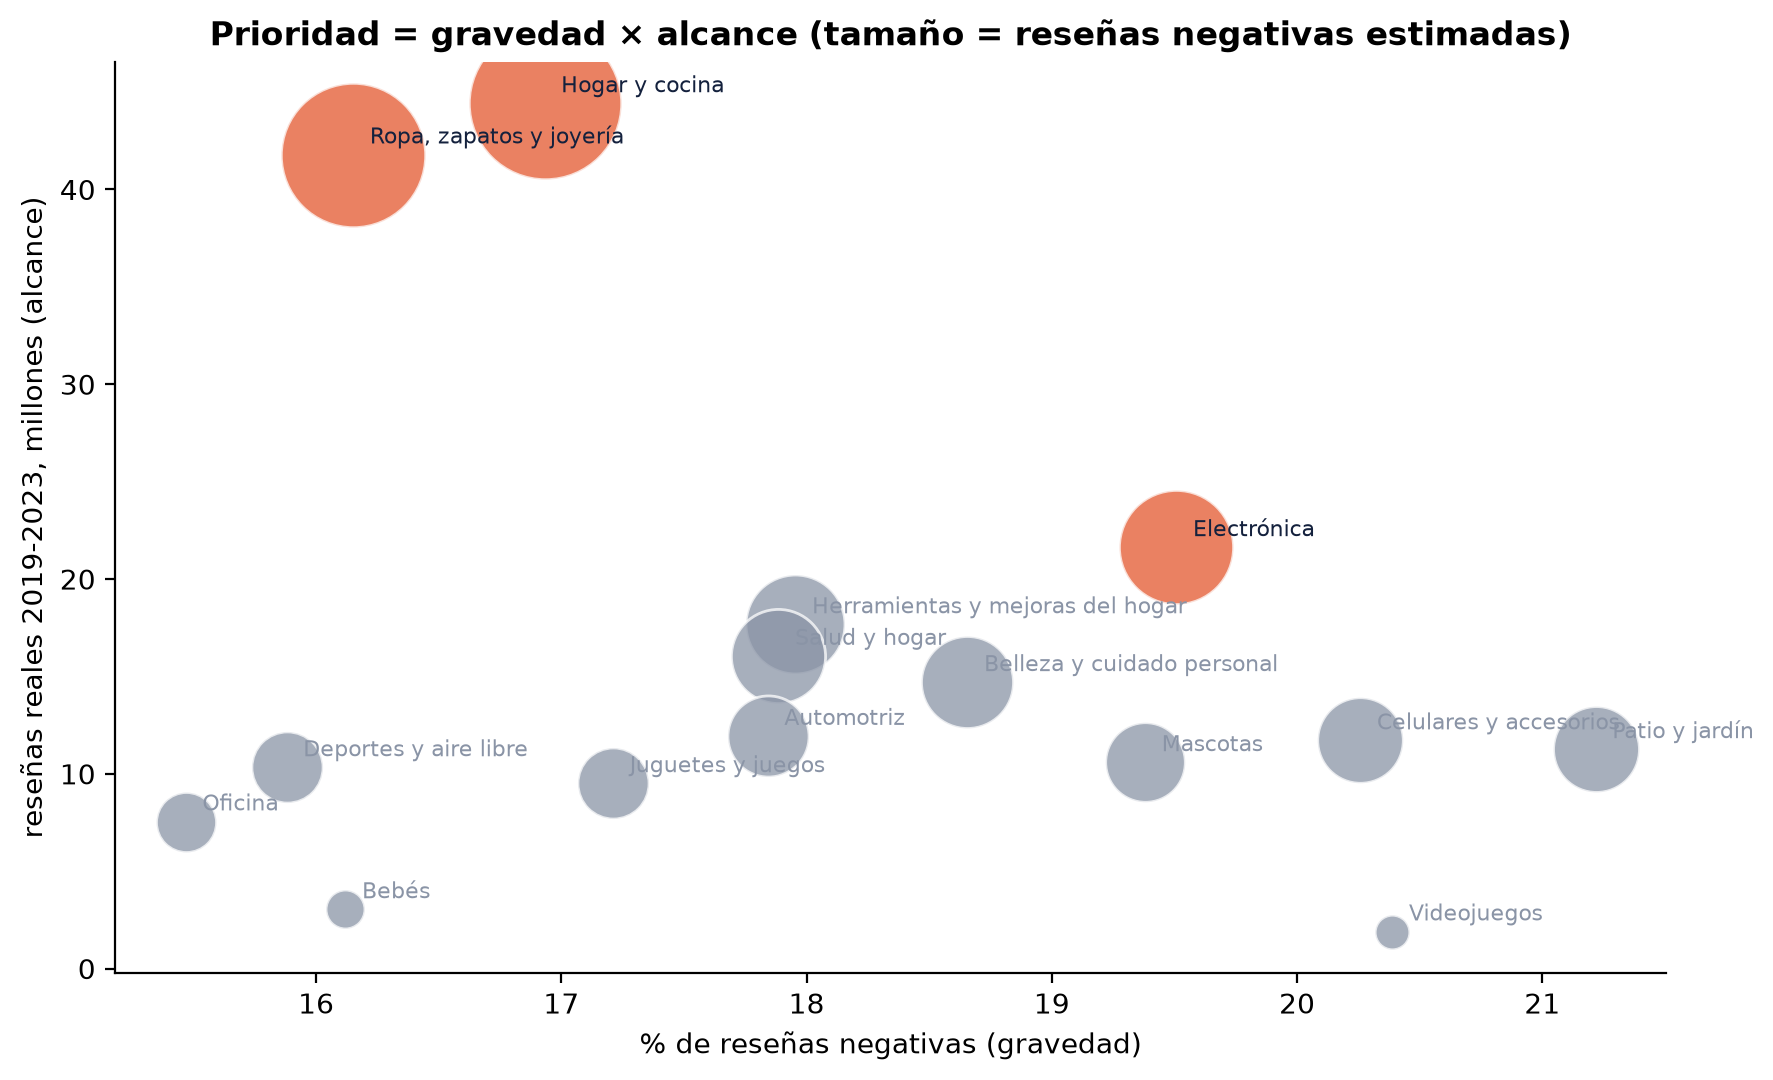 Prioridad = gravedad × alcance (tamaño = reseñas negativas estimadas)
reseñas reales 2019-2023, millones (alcance)
40
30
20
10
0
Hogar y cocina
Ropa, zapatos y joyería
Electrónica
Herramientas y mejoras del hogar
Salud y hogar
Belleza y cuidado personal
Automotriz
Celulares y accesorios
Patio y jardín
Mascotas
Deportes y aire libre
Juguetes y juegos
Oficina
Bebés
Videojuegos
16
17
18
19
20
21
% de reseñas negativas (gravedad)